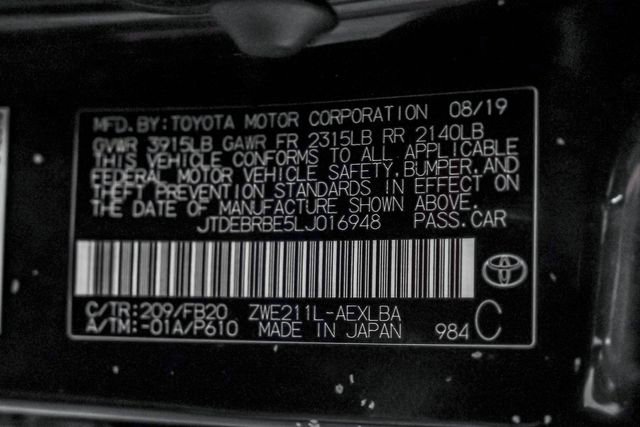 MFD. BY: TOYOTA MOTOR CORPORATION 08/19
GVWR 3915LB GAWR FR 2315LB RR 2140LB
THIS VEHICLE CONFORMS TO ALL APPLICABLE
FEDERAL MOTOR VEHICLE SAFETY, BUMPER, AND
THEFT PREVENTION STANDARDS IN EFFECT ON
THE DATE OF MANUFACTURE SHOWN ABOVE.
JTDEBRBE5LJ016948 PASS. CAR
C/TR: 209/FB20 ZWE211L-AEXLBA
A/TM: -01A/P610 MADE IN JAPAN 984 C